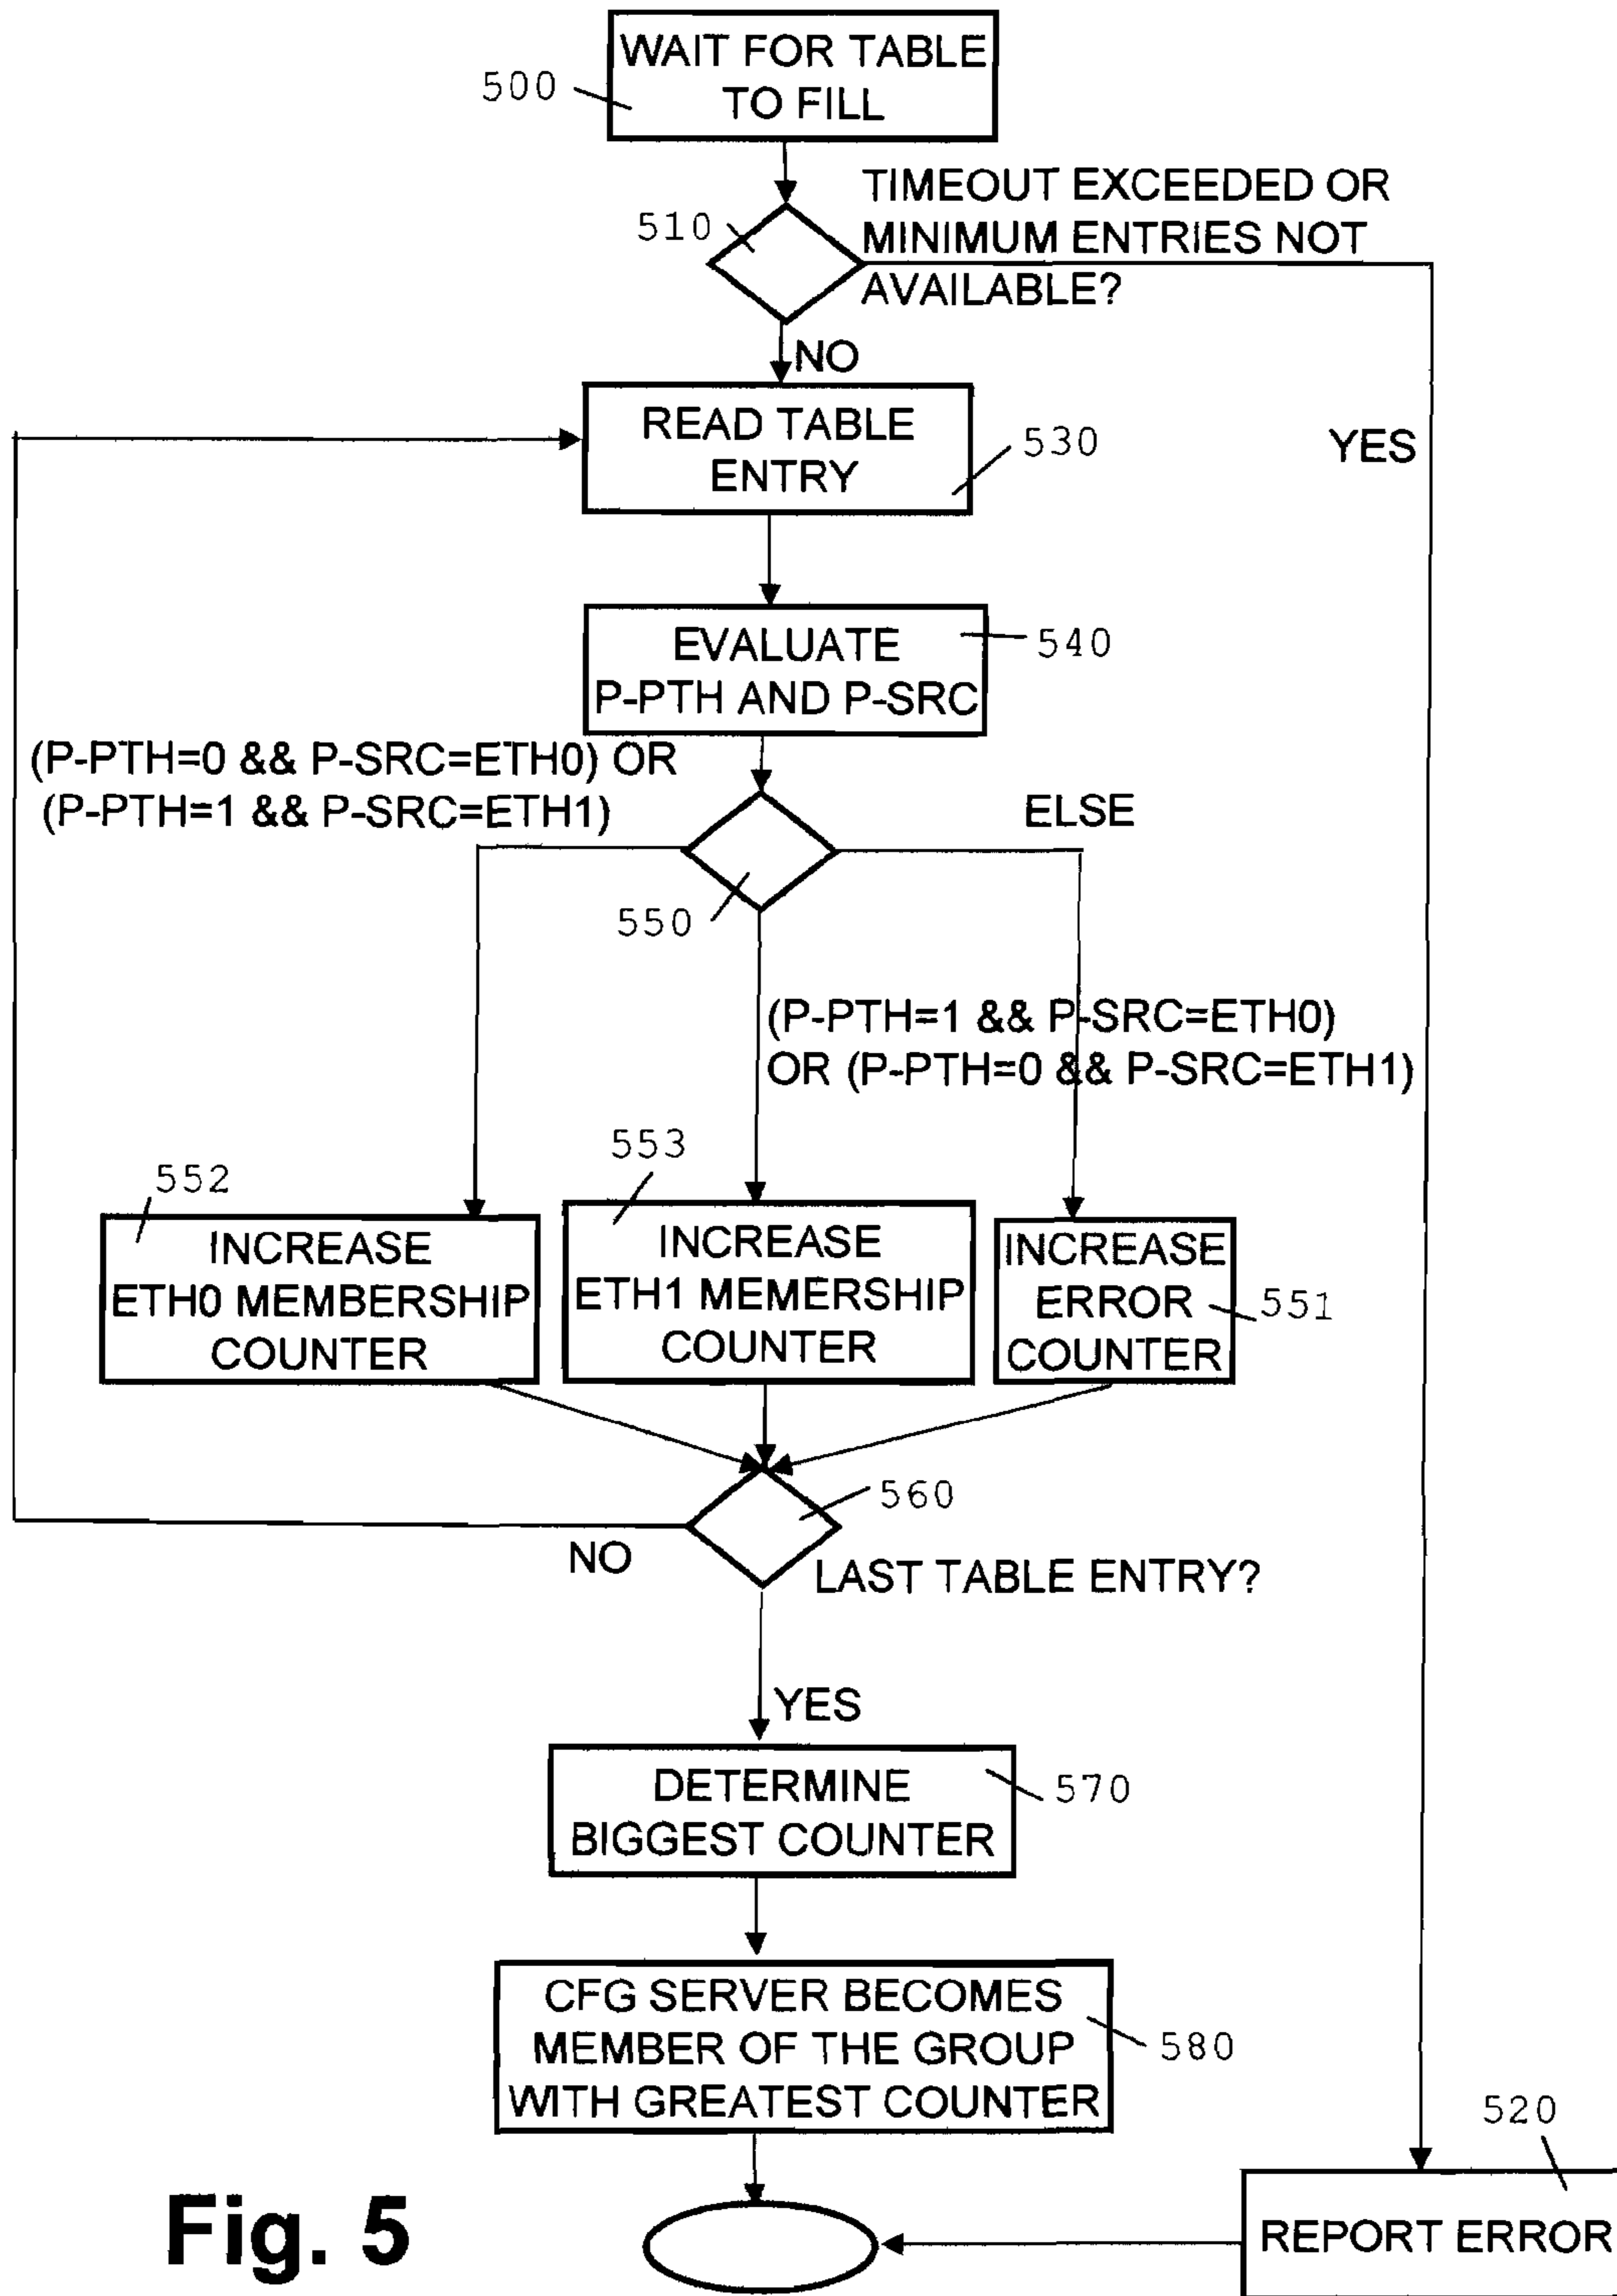 WAIT FOR TABLE
TO FILL
500
TIMEOUT EXCEEDED OR
MINIMUM ENTRIES NOT
AVAILABLE?
510
NO
READ TABLE
ENTRY
530
YES
EVALUATE
P-PTH AND P-SRC
540
(P-PTH=0 && P-SRC=ETH0) OR
(P-PTH=1 && P-SRC=ETH1)
ELSE
550
(P-PTH=1 && P-SRC=ETH0)
OR (P-PTH=0 && P-SRC=ETH1)
552
553
INCREASE
ETH0 MEMBERSHIP
COUNTER
INCREASE
ETH1 MEMERSHIP
COUNTER
INCREASE
ERROR
COUNTER
551
560
NO
LAST TABLE ENTRY?
YES
DETERMINE
BIGGEST COUNTER
570
CFG SERVER BECOMES
MEMBER OF THE GROUP
WITH GREATEST COUNTER
580
520
REPORT ERROR
Fig. 5